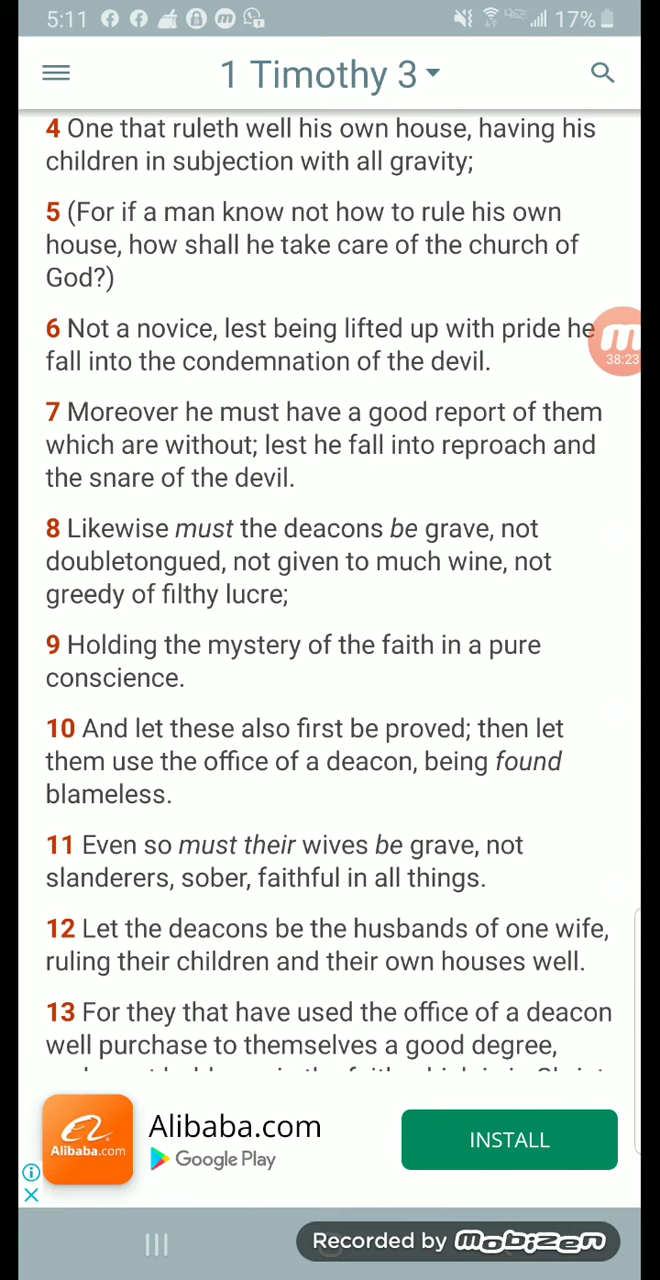 5:11
17%
1 Timothy 3
4 One that ruleth well his own house, having his
children in subjection with all gravity;
5 (For if a man know not how to rule his own
house, how shall he take care of the church of
God?)
6 Not a novice, lest being lifted up with pride he
fall into the condemnation of the devil.
38:23
7 Moreover he must have a good report of them
which are without; lest he fall into reproach and
the snare of the devil.
8 Likewise must the deacons be grave, not
doubletongued, not given to much wine, not
greedy of filthy lucre;
9 Holding the mystery of the faith in a pure
conscience.
10 And let these also first be proved; then let
them use the office of a deacon, being found
blameless.
11 Even so must their wives be grave, not
slanderers, sober, faithful in all things.
12 Let the deacons be the husbands of one wife,
ruling their children and their own houses well.
13 For they that have used the office of a deacon
well purchase to themselves a good degree,
Alibaba.com
Alibaba.com
Google Play
INSTALL
Recorded by mobizen